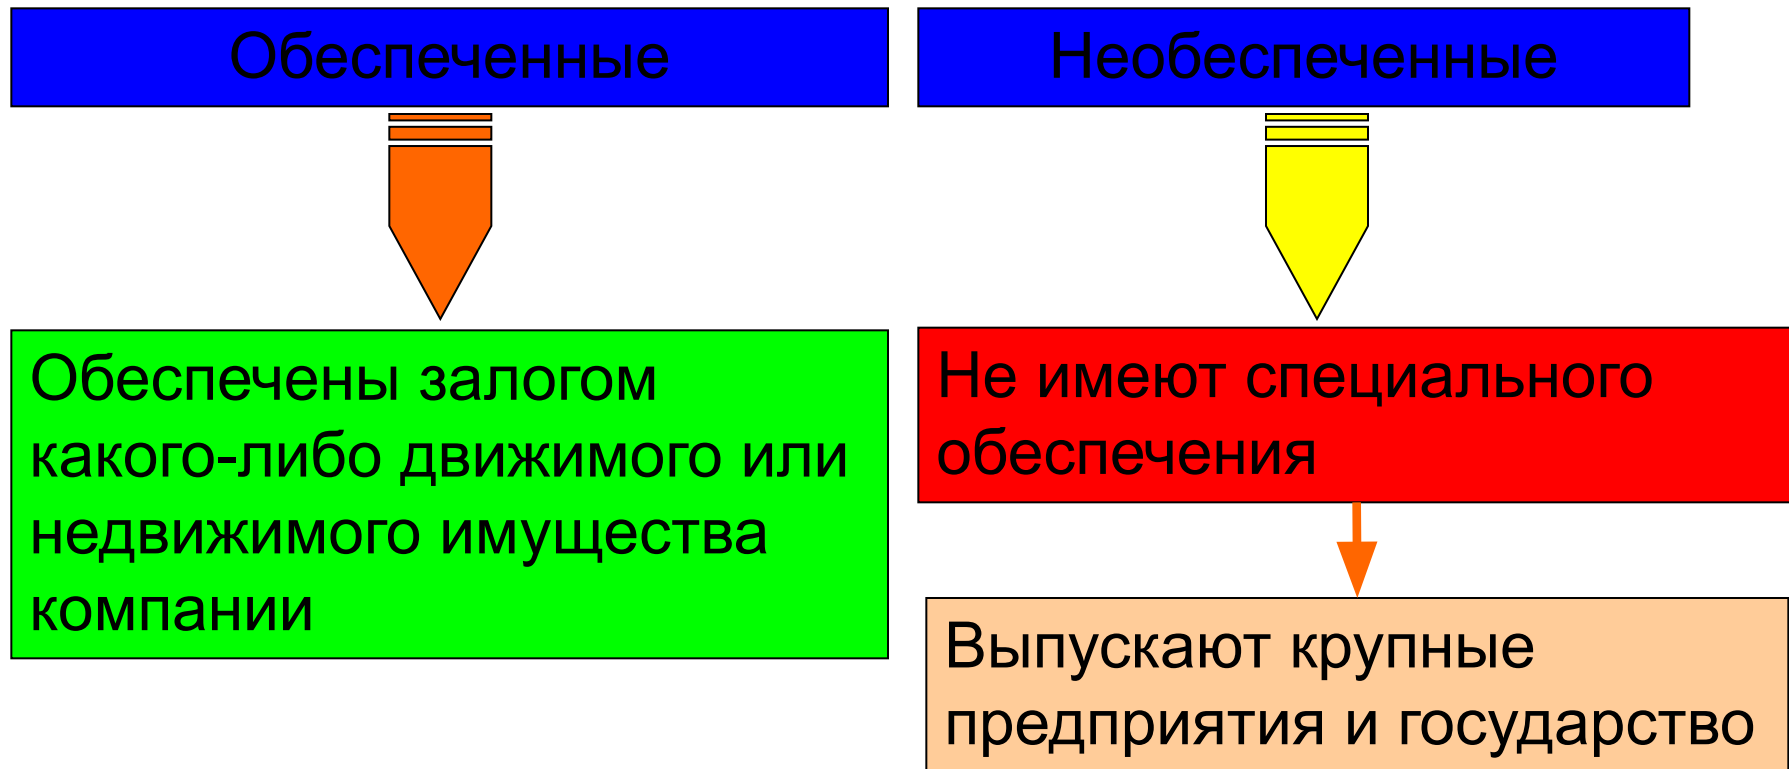 Обеспеченные
Необеспеченные
Обеспечены залогом
какого-либо движимого или
недвижимого имущества
компании
Не имеют специального
обеспечения
Выпускают крупные
предприятия и государство